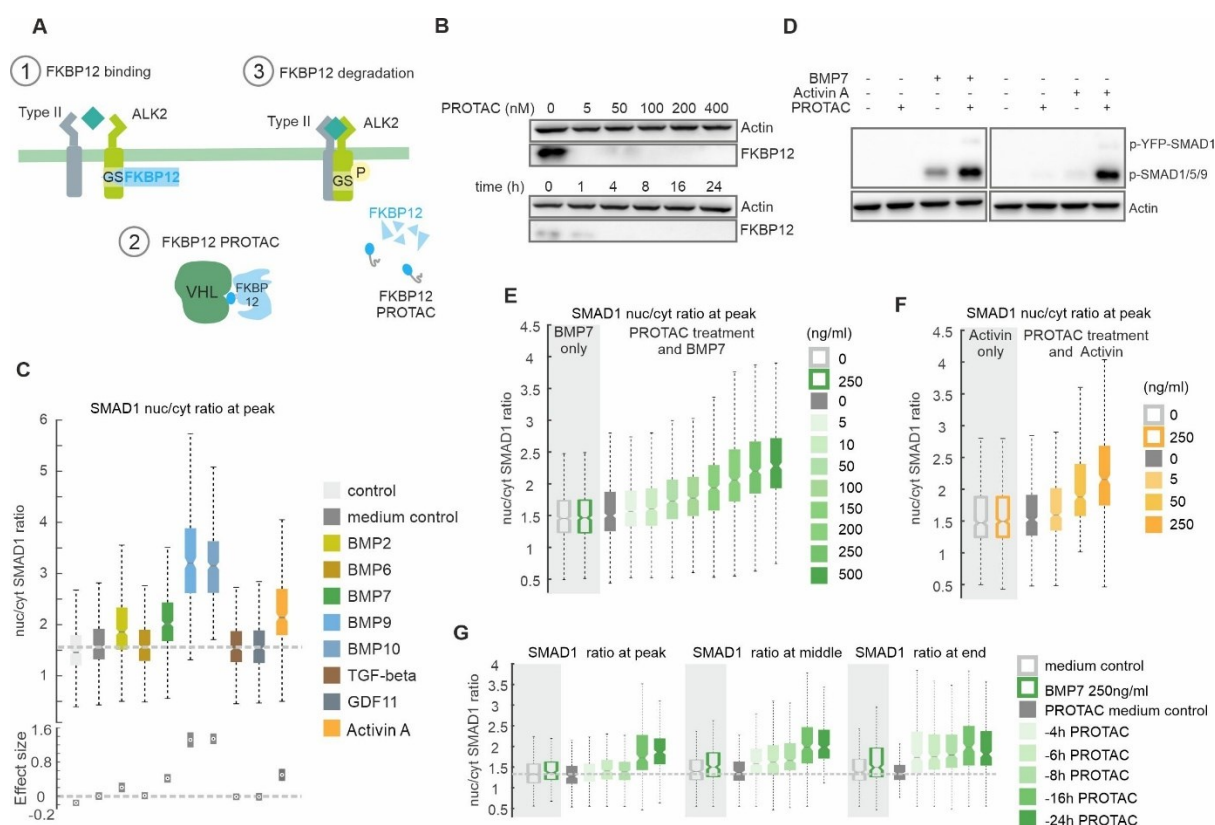 A
1 FKBP12 binding
Type II
ALK2
GS FKBP12
3 FKBP12 degradation
Type II
ALK2
GS
P
2 FKBP12 PROTAC
VHL
FKBP
12
FKBP12
FKBP12
PROTAC
B
PROTAC (nM) 0 5 50 100 200 400
Actin
FKBP12
time (h) 0 1 4 8 16 24
Actin
FKBP12
D
BMP7 - - + + - - - -
Activin A - - - - - - + +
PROTAC - + - + - + - +
p-YFP-SMAD1
p-SMAD1/5/9
Actin
C
SMAD1 nuc/cyt ratio at peak
nuc/cyt SMAD1 ratio
6
5
4
3
2
1
Effect size
1.6
0.8
0
-0.2
control
medium control
BMP2
BMP6
BMP7
BMP9
BMP10
TGF-beta
GDF11
Activin A
E
SMAD1 nuc/cyt ratio at peak
BMP7
only
PROTAC treatment
and BMP7
nuc/cyt SMAD1 ratio
4.5
4
3.5
3
2.5
2
1.5
1
0.5
(ng/ml)
0
250
0
5
10
50
100
150
200
250
500
F
SMAD1 nuc/cyt ratio at peak
Activin
only
PROTAC treatment
and Activin
nuc/cyt SMAD1 ratio
4.5
4
3.5
3
2.5
2
1.5
1
0.5
(ng/ml)
0
250
0
5
50
250
G
SMAD1 ratio at peak
SMAD1 ratio at middle
SMAD1 ratio at end
nuc/cyt SMAD1 ratio
4
3.5
3
2.5
2
1.5
1
0.5
0
medium control
BMP7 250ng/ml
PROTAC medium control
-4h PROTAC
-6h PROTAC
-8h PROTAC
-16h PROTAC
-24h PROTAC